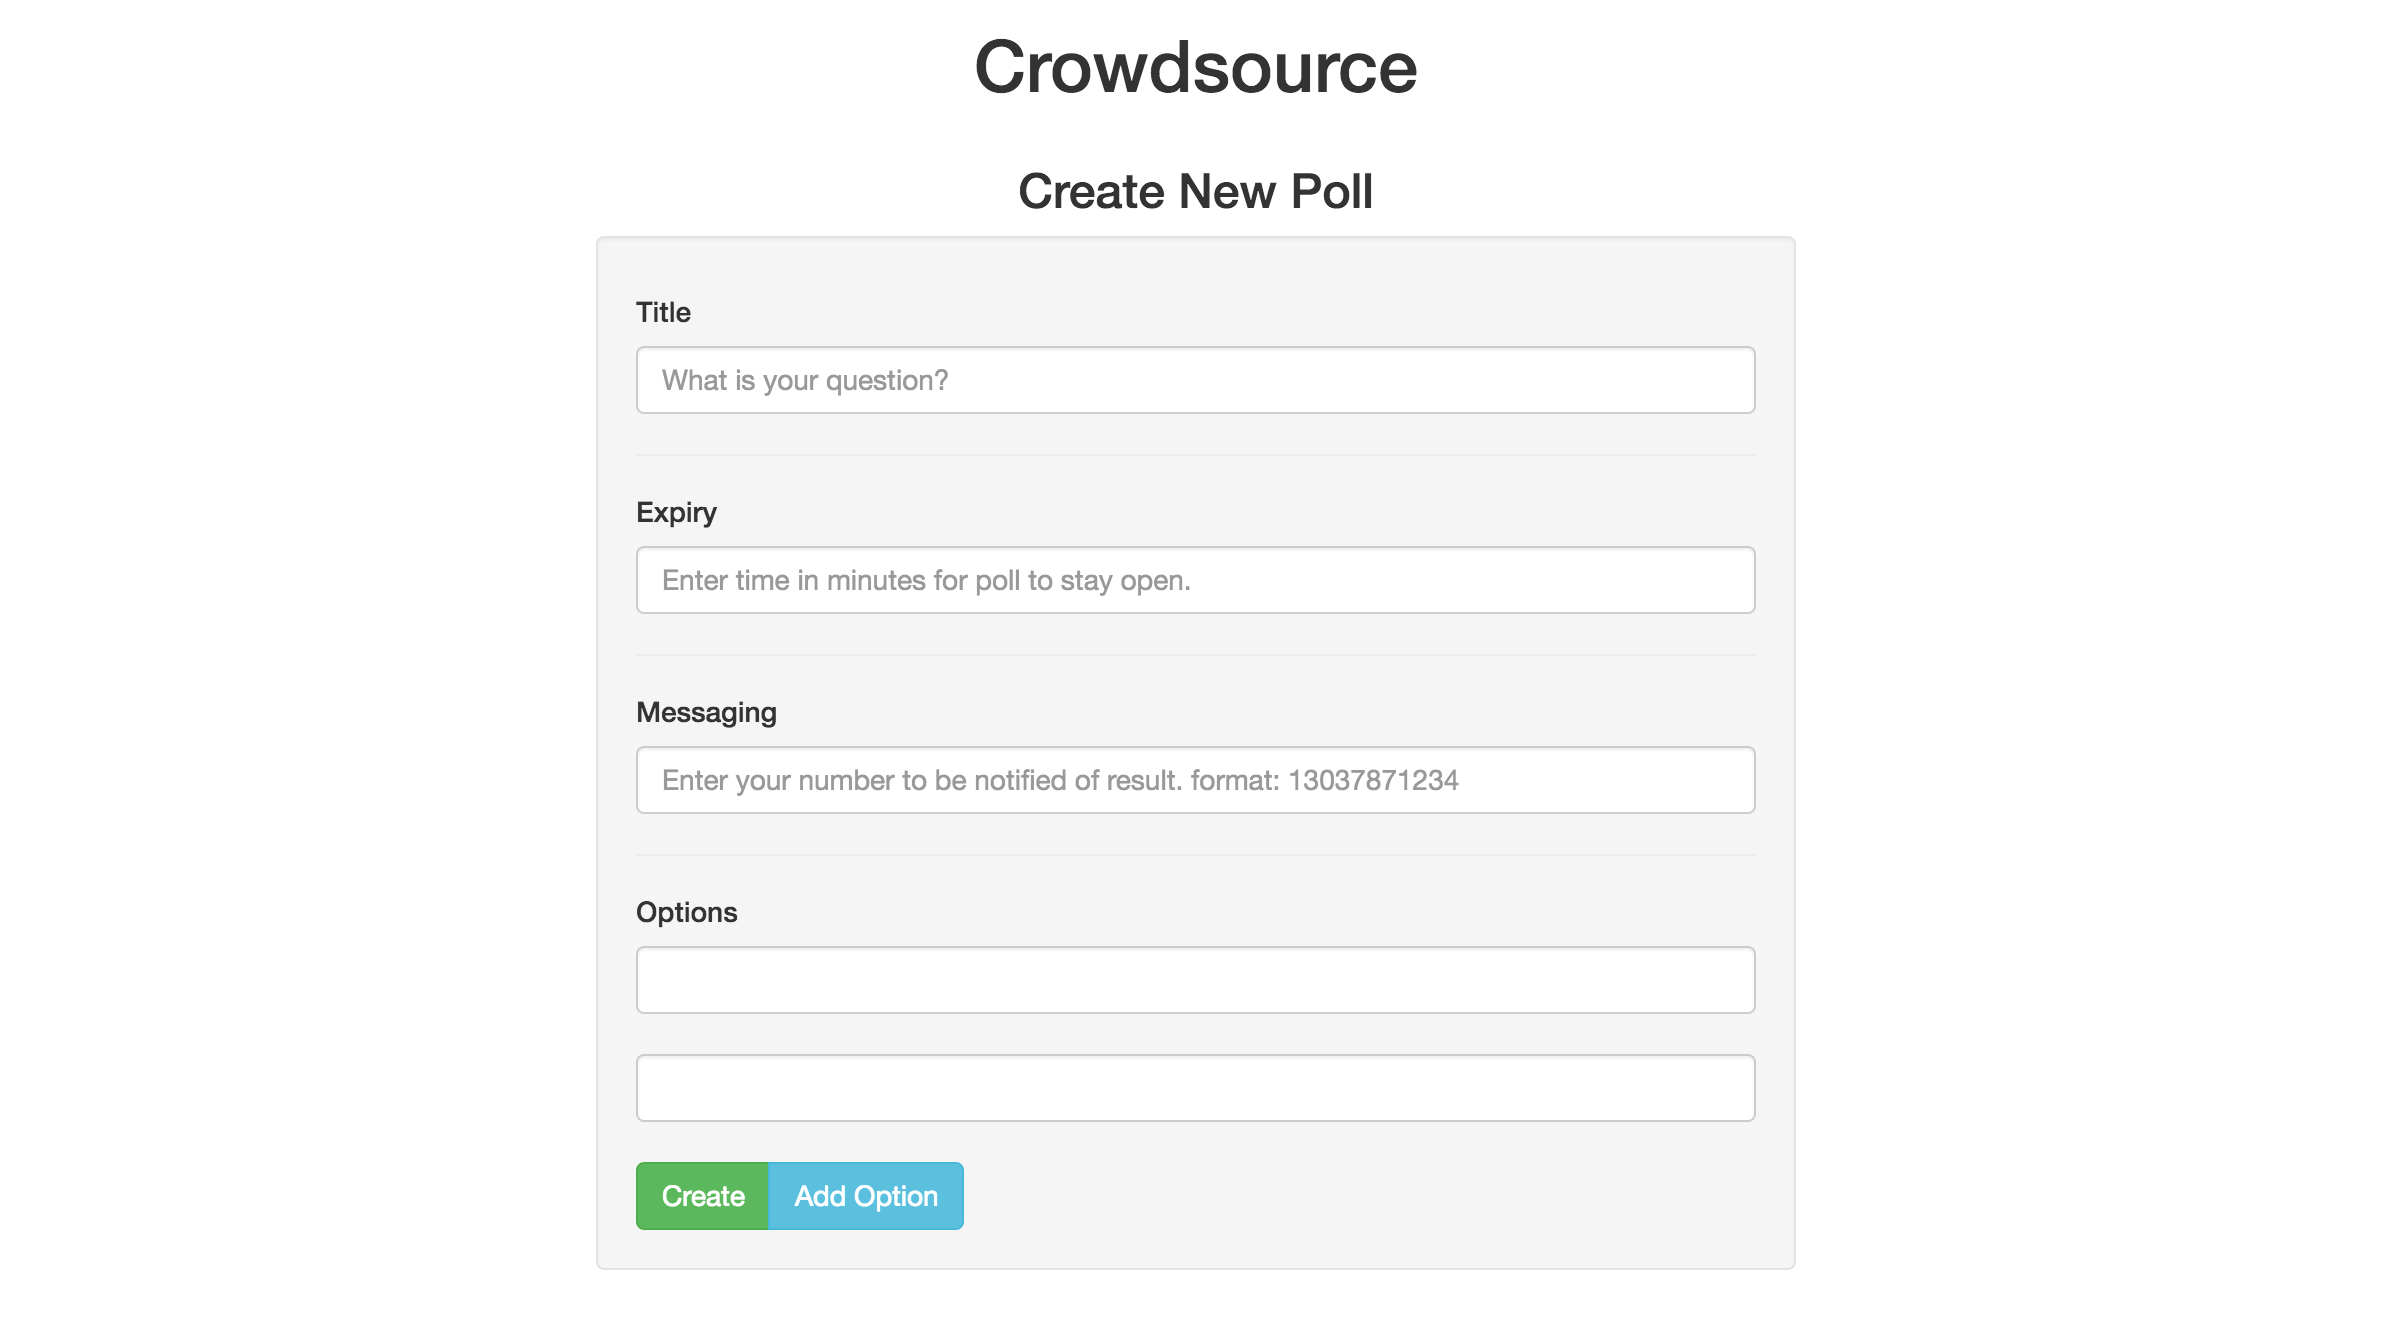 Crowdsource
Create New Poll
Title
What is your question?
Expiry
Enter time in minutes for poll to stay open.
Messaging
Enter your number to be notified of result. format: 13037871234
Options
Create Add Option